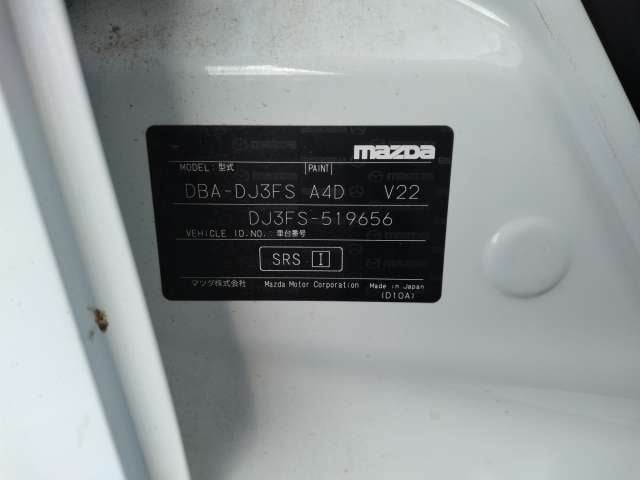 mazda
MODEL:型式 PAINT
DBA-DJ3FS A4D V22
DJ3FS-519656
VEHICLE ID.NO.:車台番号
SRS I
マツダ株式会社 Mazda Motor Corporation Made in Japan
(D10A)